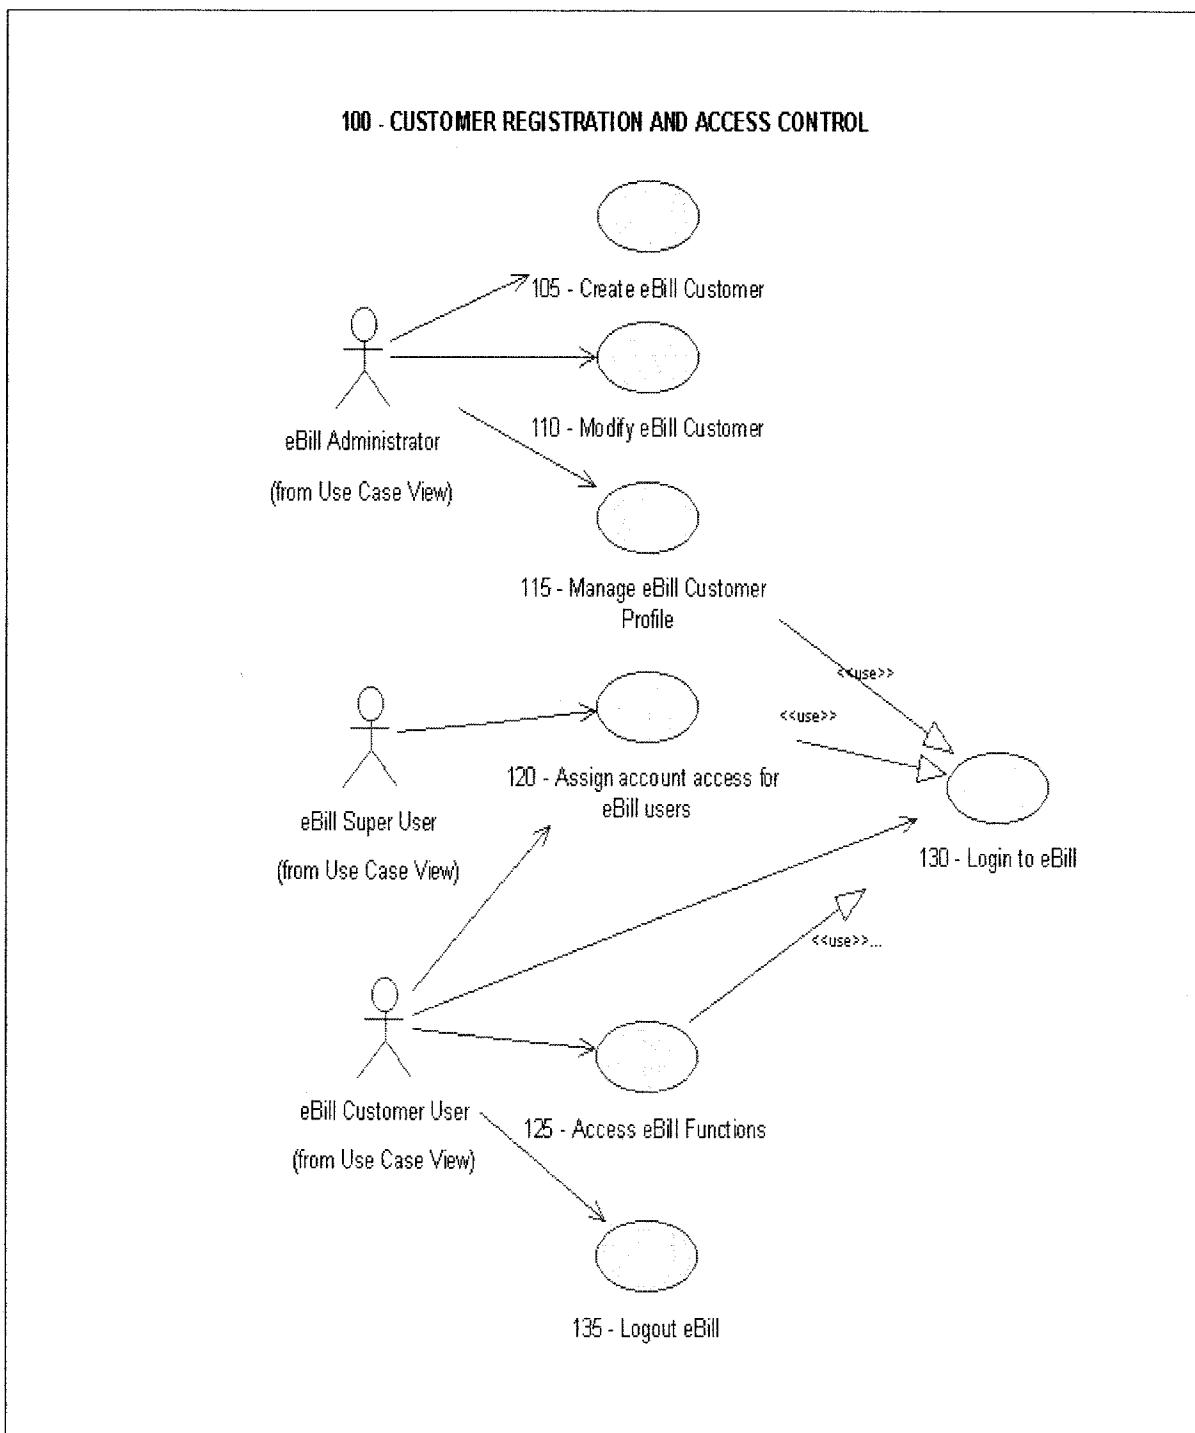 100 - CUSTOMER REGISTRATION AND ACCESS CONTROL
105 - Create eBill Customer
110 - Modify eBill Customer
eBill Administrator
(from Use Case View)
115 - Manage eBill Customer
Profile
<<use>>
<<use>>
120 - Assign account access for
eBill users
eBill Super User
(from Use Case View)
130 - Login to eBill
<<use>>...
eBill Customer User
(from Use Case View)
125 - Access eBill Functions
135 - Logout eBill